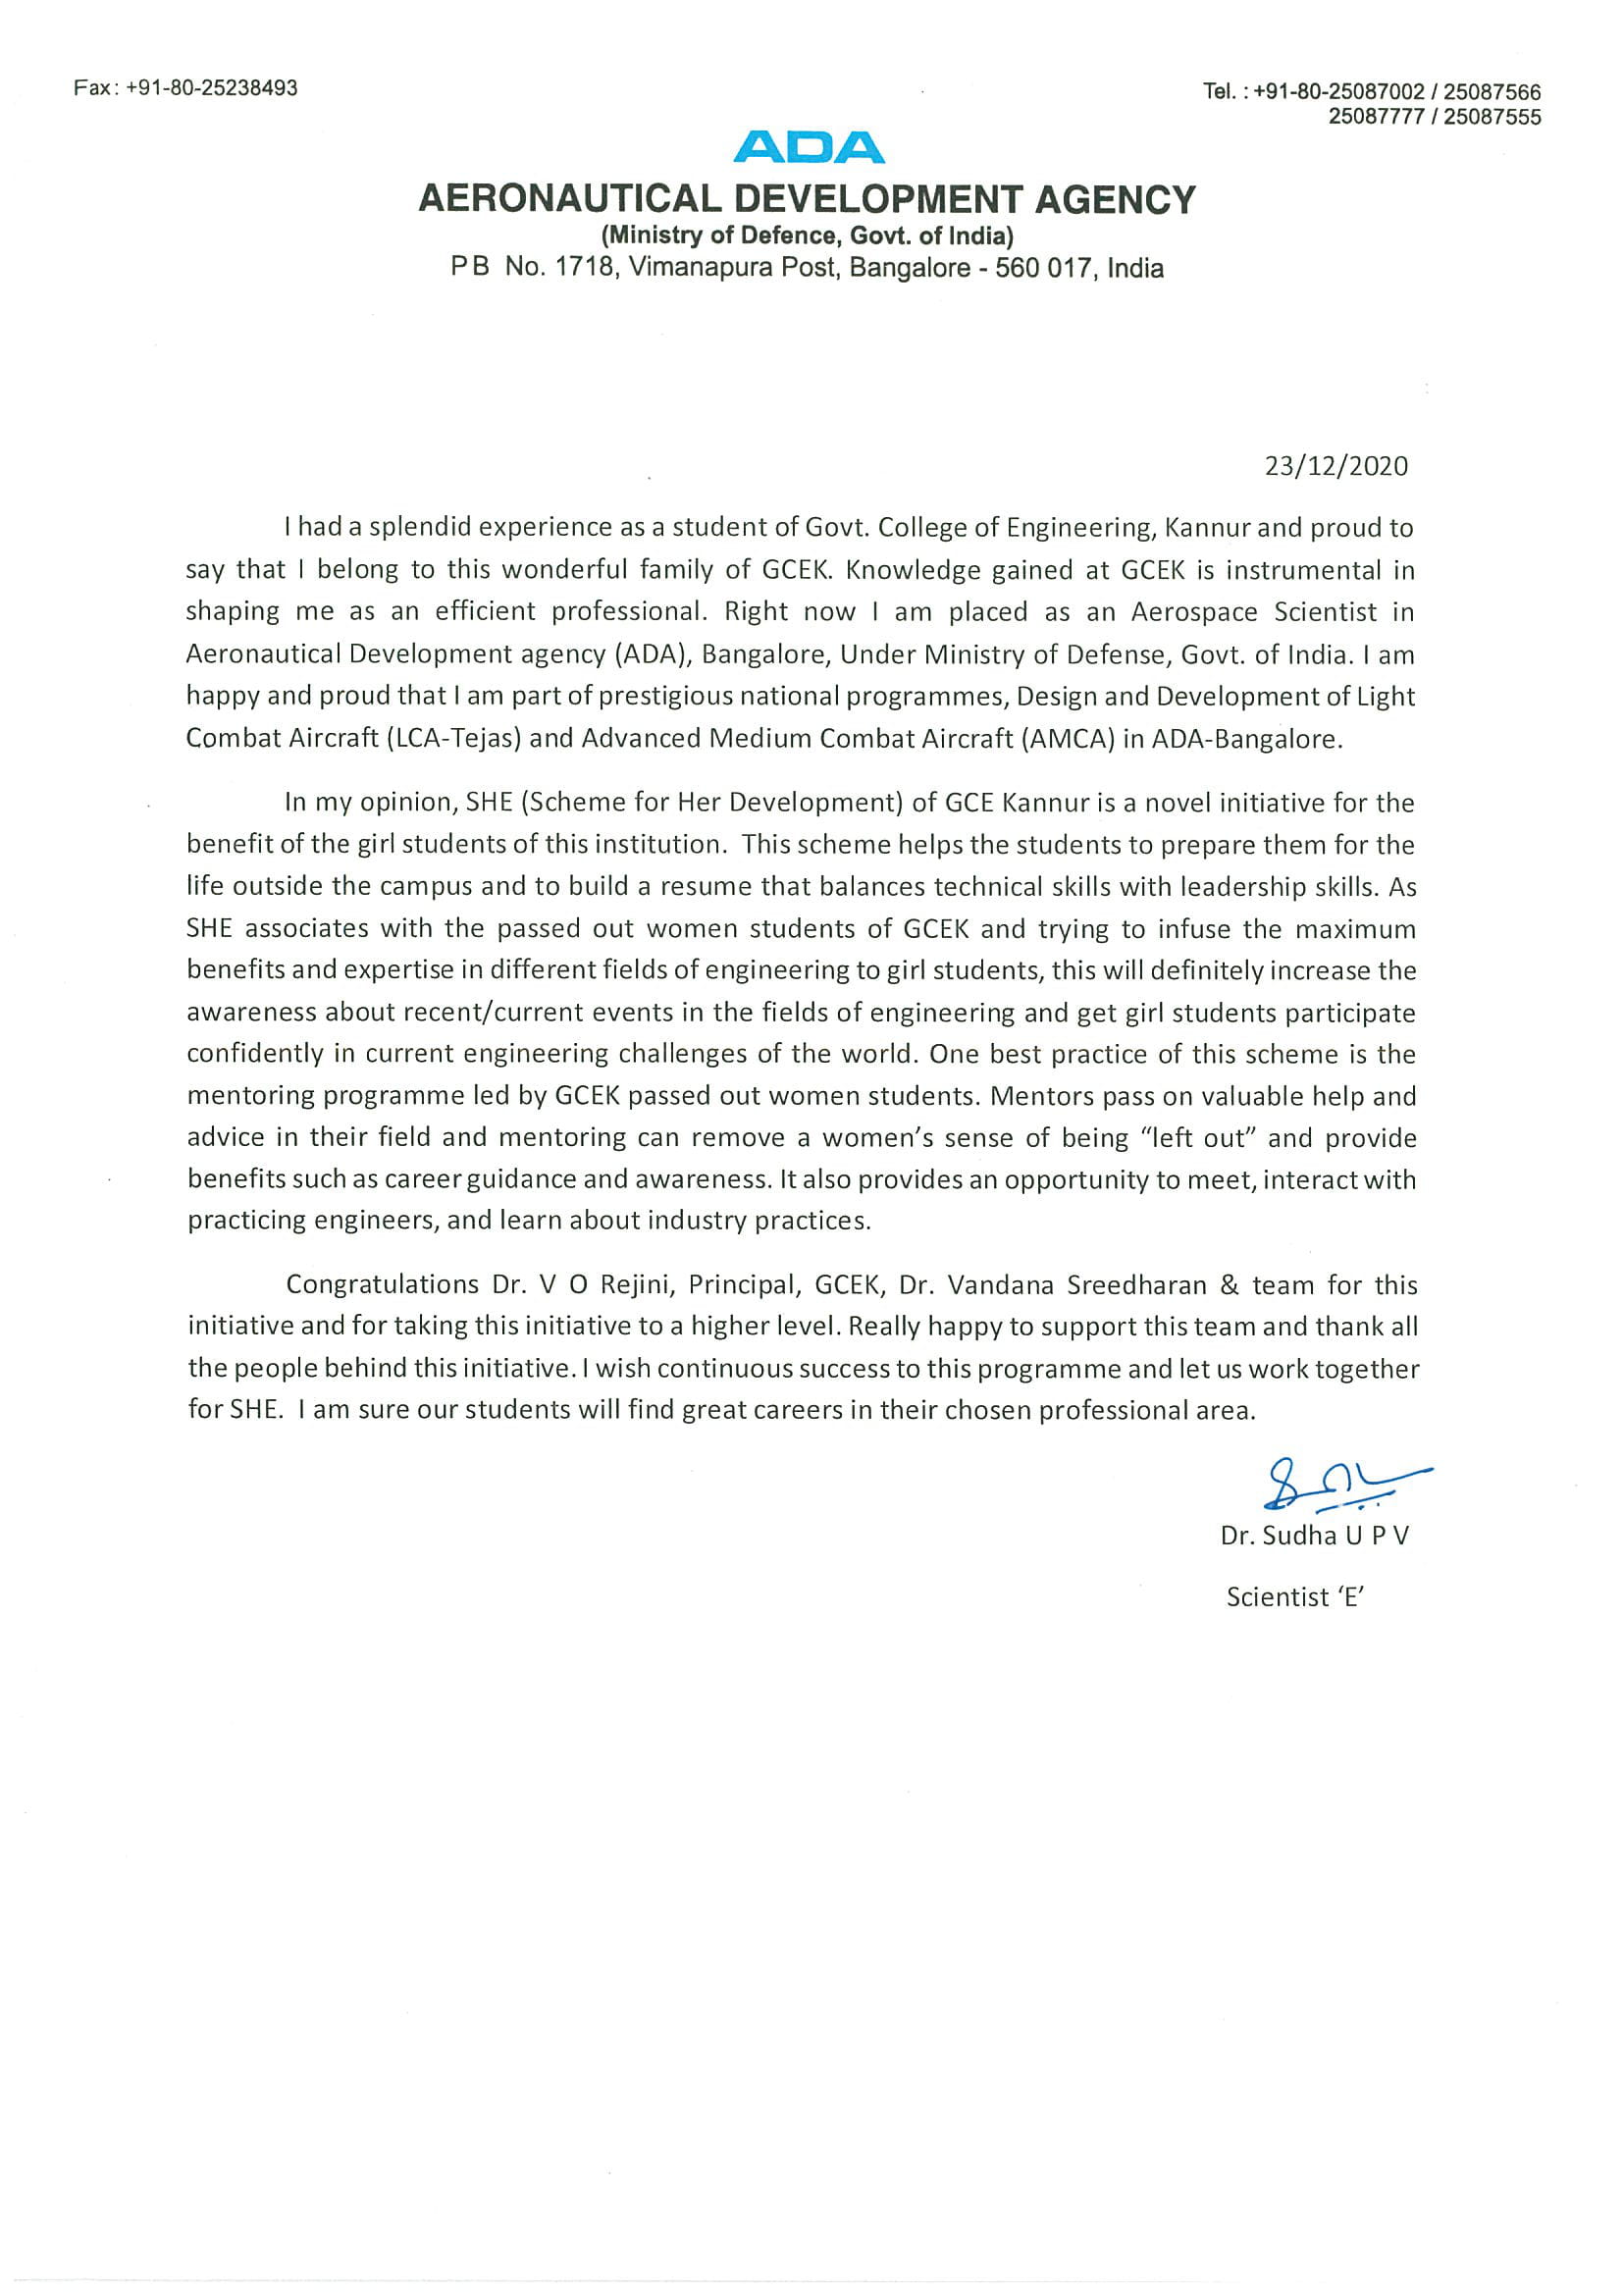 Fax: +91-80-25238493
Tel. : +91-80-25087002 / 25087566
25087777 / 25087555
ADA
AERONAUTICAL DEVELOPMENT AGENCY
(Ministry of Defence, Govt. of India)
PB No. 1718, Vimanapura Post, Bangalore - 560 017, India
23/12/2020
I had a splendid experience as a student of Govt. College of Engineering, Kannur and proud to
say that I belong to this wonderful family of GCEK. Knowledge gained at GCEK is instrumental in
shaping me as an efficient professional. Right now I am placed as an Aerospace Scientist in
Aeronautical Development agency (ADA), Bangalore, Under Ministry of Defense, Govt. of India. I am
happy and proud that I am part of prestigious national programmes, Design and Development of Light
Combat Aircraft (LCA-Tejas) and Advanced Medium Combat Aircraft (AMCA) in ADA-Bangalore.
In my opinion, SHE (Scheme for Her Development) of GCE Kannur is a novel initiative for the
benefit of the girl students of this institution. This scheme helps the students to prepare them for the
life outside the campus and to build a resume that balances technical skills with leadership skills. As
SHE associates with the passed out women students of GCEK and trying to infuse the maximum
benefits and expertise in different fields of engineering to girl students, this will definitely increase the
awareness about recent/current events in the fields of engineering and get girl students participate
confidently in current engineering challenges of the world. One best practice of this scheme is the
mentoring programme led by GCEK passed out women students. Mentors pass on valuable help and
advice in their field and mentoring can remove a women’s sense of being “left out” and provide
benefits such as career guidance and awareness. It also provides an opportunity to meet, interact with
practicing engineers, and learn about industry practices.
Congratulations Dr. V O Rejini, Principal, GCEK, Dr. Vandana Sreedharan & team for this
initiative and for taking this initiative to a higher level. Really happy to support this team and thank all
the people behind this initiative. I wish continuous success to this programme and let us work together
for SHE. I am sure our students will find great careers in their chosen professional area.
Dr. Sudha U P V
Scientist ‘E’